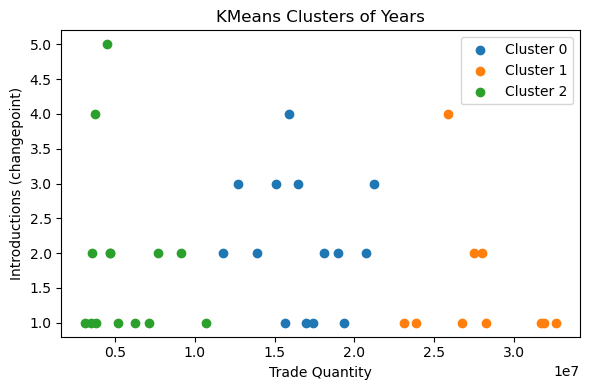 KMeans Clusters of Years
Cluster 0
Cluster 1
Cluster 2
Introductions (changepoint)
5.0
4.5
4.0
3.5
3.0
2.5
2.0
1.5
1.0
0.5 1.0 1.5 2.0 2.5 3.0
1e7
Trade Quantity